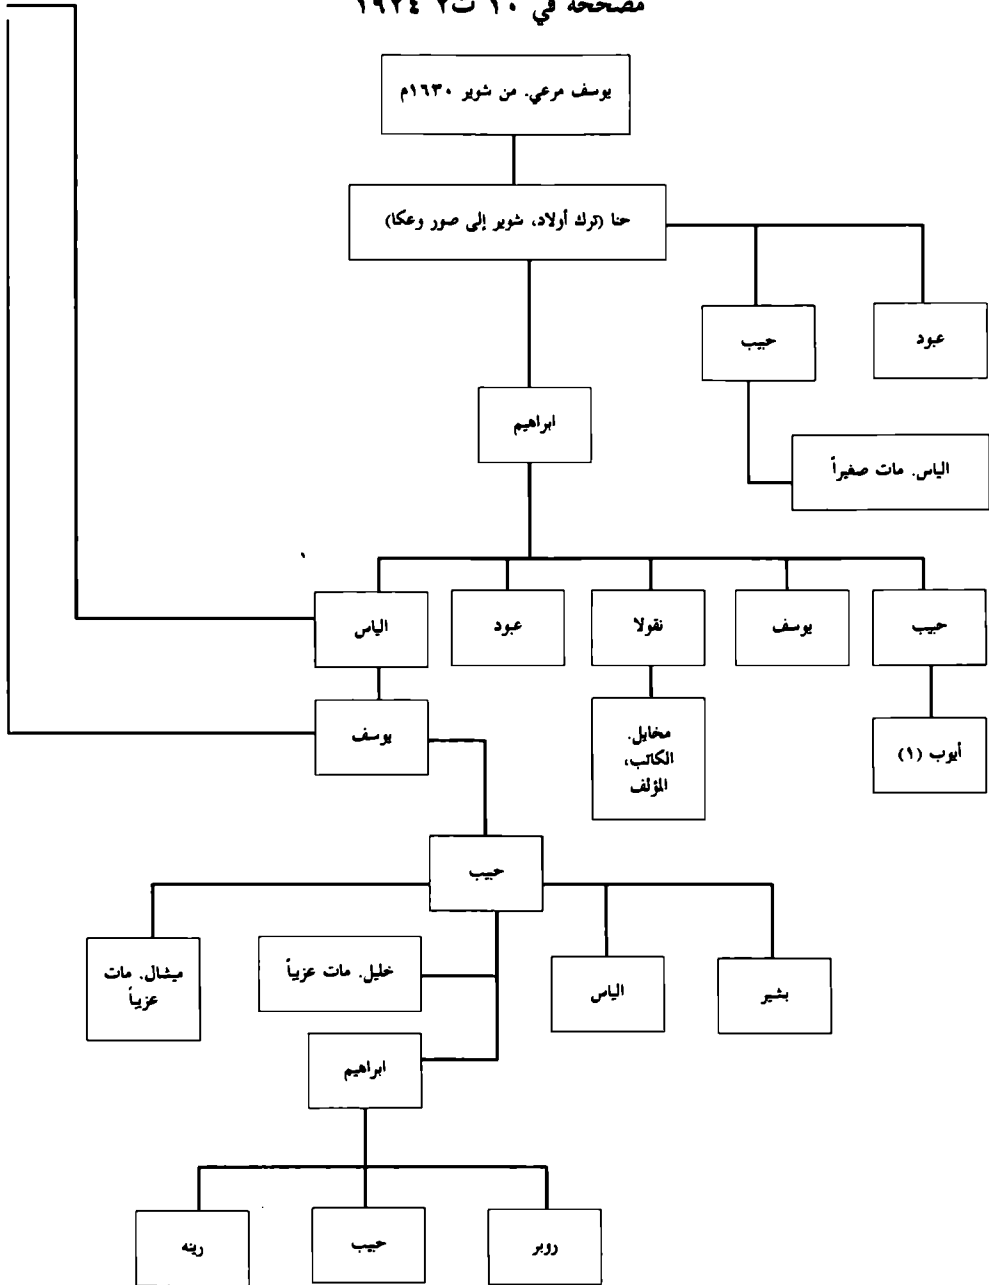 مصححة في ١٠ ت٢ ١٩٢٤
يوسف مرعي. من شوير ١٦٣٠م
حنا (ترك أولاد، شوير إلى صور وعكا)
عبود
حبيب
ابراهيم
الياس. مات صغيراً
حبيب
يوسف
نقولا
عبود
الياس
أيوب (١)
مخايل.
الكاتب،
المؤلف
يوسف
حبيب
بشير
الياس
خليل. مات عزيباً
ميشال. مات
عزيباً
ابراهيم
روبر
حبيب
رينه